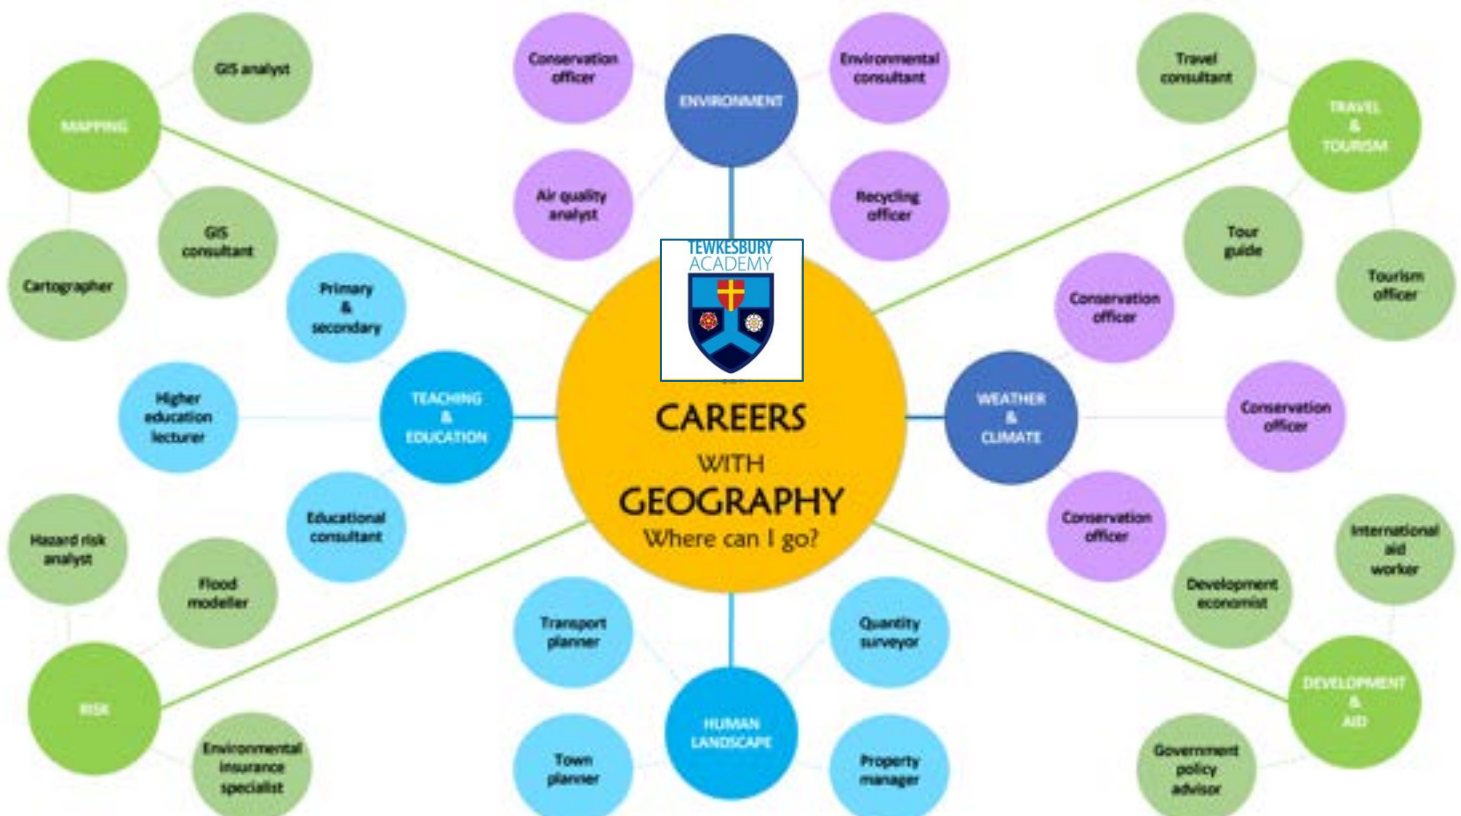 GIS analyst
MAPPING
GIS
consultant
Cartographer
Conservation
officer
ENVIRONMENT
Environmental
consultant
Air quality
analyst
Recycling
officer
Travel
consultant
TRAVEL
&
TOURISM
Tour
guide
Tourism
officer
Primary
&
secondary
Higher
education
lecturer
TEACHING
&
EDUCATION
Educational
consultant
TEWKESBURY
ACADEMY
CAREERS
WITH
GEOGRAPHY
Where can I go?
Conservation
officer
WEATHER
&
CLIMATE
Conservation
officer
Conservation
officer
Hazard risk
analyst
Flood
modeller
RISK
Environmental
insurance
specialist
Transport
planner
Quantity
surveyor
HUMAN
LANDSCAPE
Town
planner
Property
manager
International
aid
worker
Development
economist
DEVELOPMENT
&
AID
Government
policy
advisor